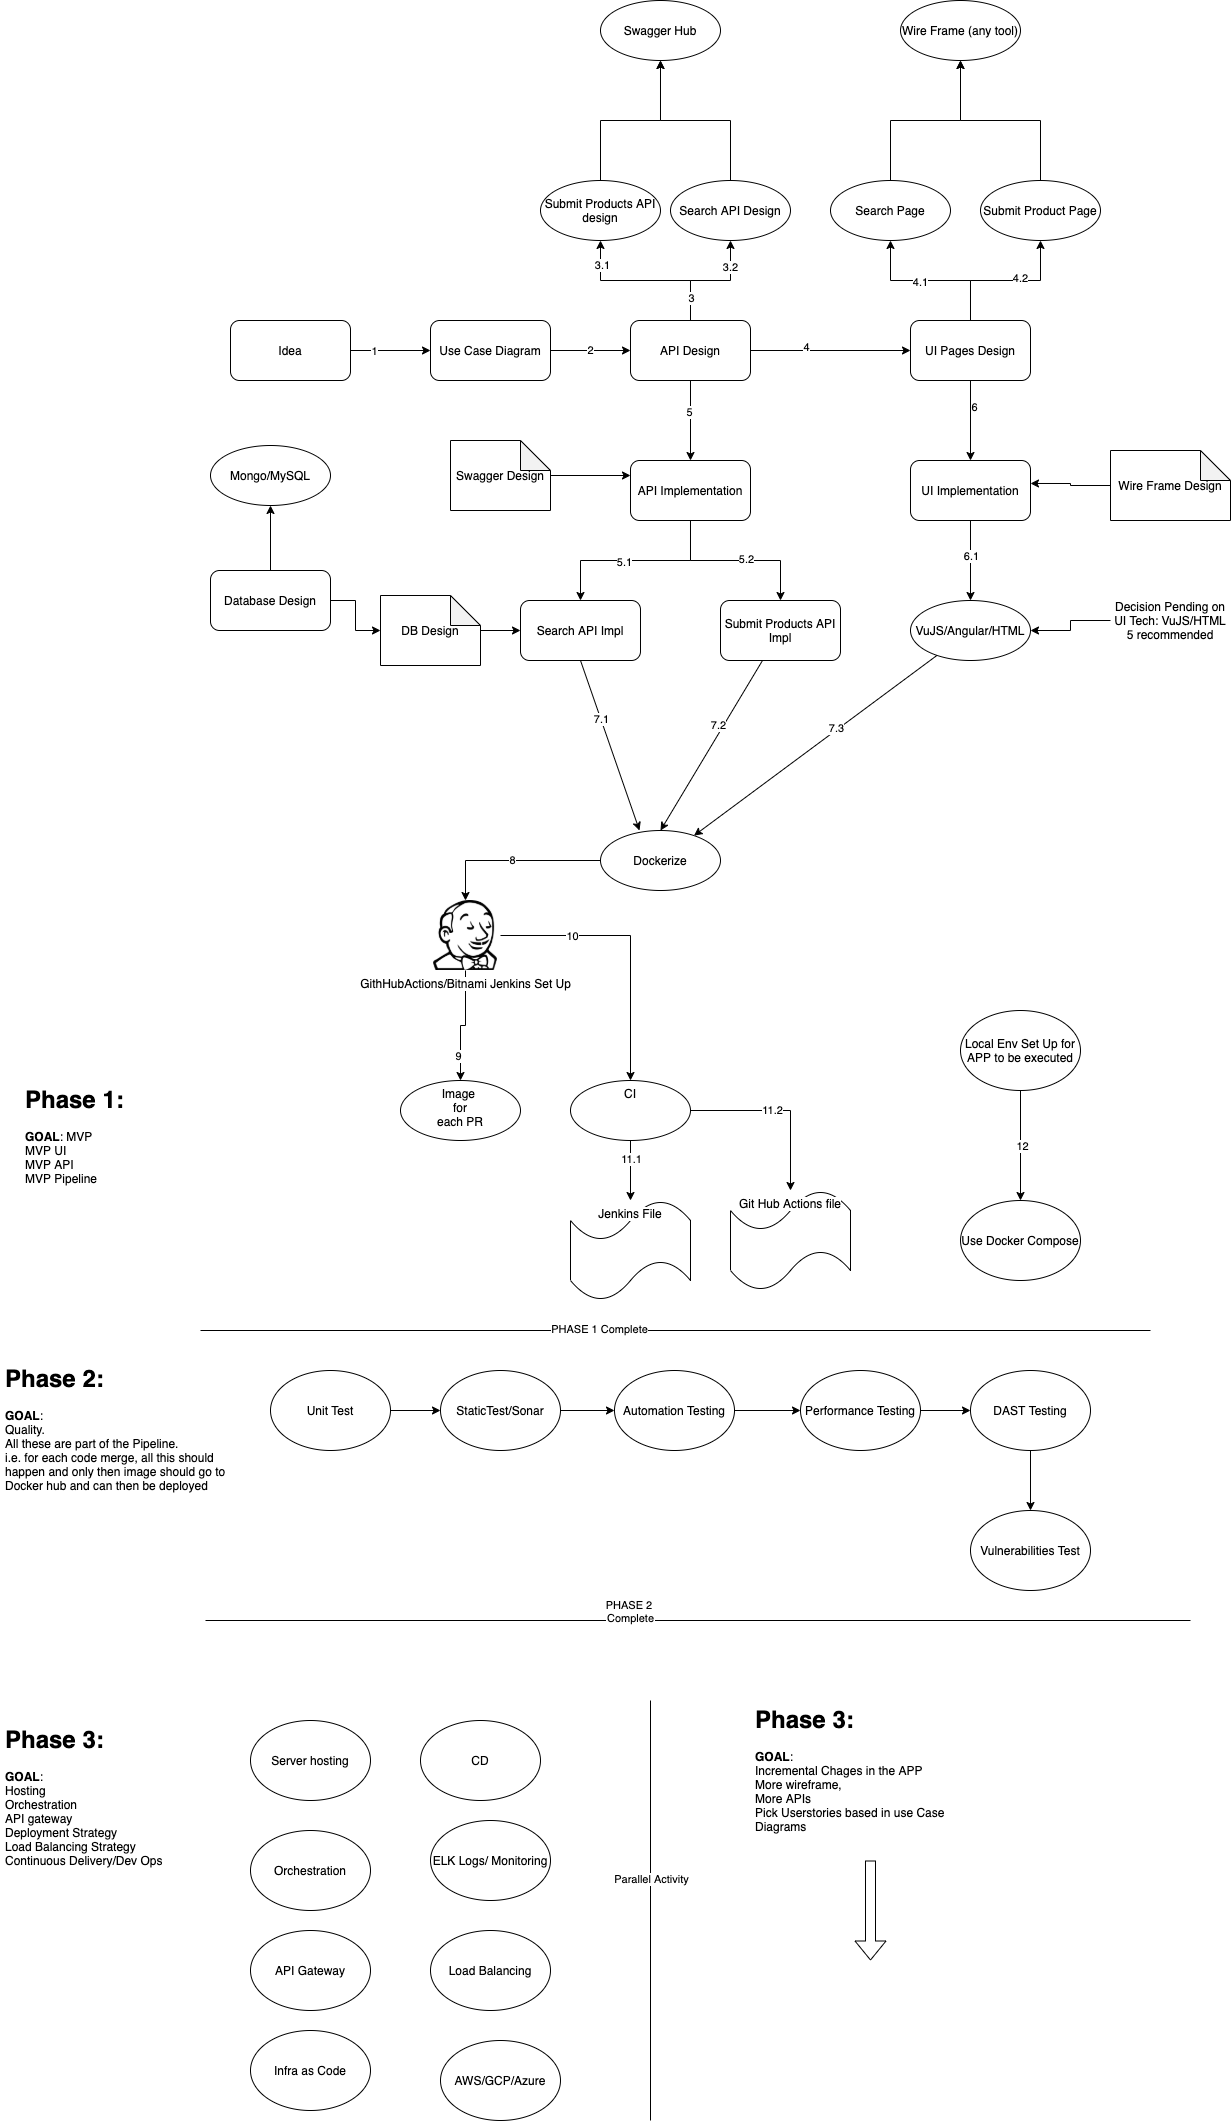 Swagger Hub
Wire Frame (any tool)
Submit Products API
design
Search API Design
Search Page
Submit Product Page
3.1
3.2
4.1
4.2
3
Idea
1
Use Case Diagram
2
API Design
4
UI Pages Design
5
6
Mongo/MySQL
Swagger Design
API Implementation
UI Implementation
Wire Frame Design
5.1
5.2
6.1
Database Design
DB Design
Search API Impl
Submit Products API
Impl
VuJS/Angular/HTML
Decision Pending on
UI Tech: VuJS/HTML
5 recommended
7.1
7.2
7.3
Dockerize
8
10
GithHubActions/Bitnami Jenkins Set Up
9
Local Env Set Up for
APP to be executed
Image
for
each PR
CI
11.2
11.1
12
Phase 1:
GOAL: MVP
MVP UI
MVP API
MVP Pipeline
Jenkins File
Git Hub Actions file
Use Docker Compose
PHASE 1 Complete
Phase 2:
GOAL:
Quality.
All these are part of the Pipeline.
i.e. for each code merge, all this should
happen and only then image should go to
Docker hub and can then be deployed
Unit Test
StaticTest/Sonar
Automation Testing
Performance Testing
DAST Testing
Vulnerabilities Test
PHASE 2
Complete
Phase 3:
GOAL:
Hosting
Orchestration
API gateway
Deployment Strategy
Load Balancing Strategy
Continuous Delivery/Dev Ops
Server hosting
CD
Orchestration
ELK Logs/ Monitoring
API Gateway
Load Balancing
Infra as Code
AWS/GCP/Azure
Parallel Activity
Phase 3:
GOAL:
Incremental Chages in the APP
More wireframe,
More APIs
Pick Userstories based in use Case
Diagrams